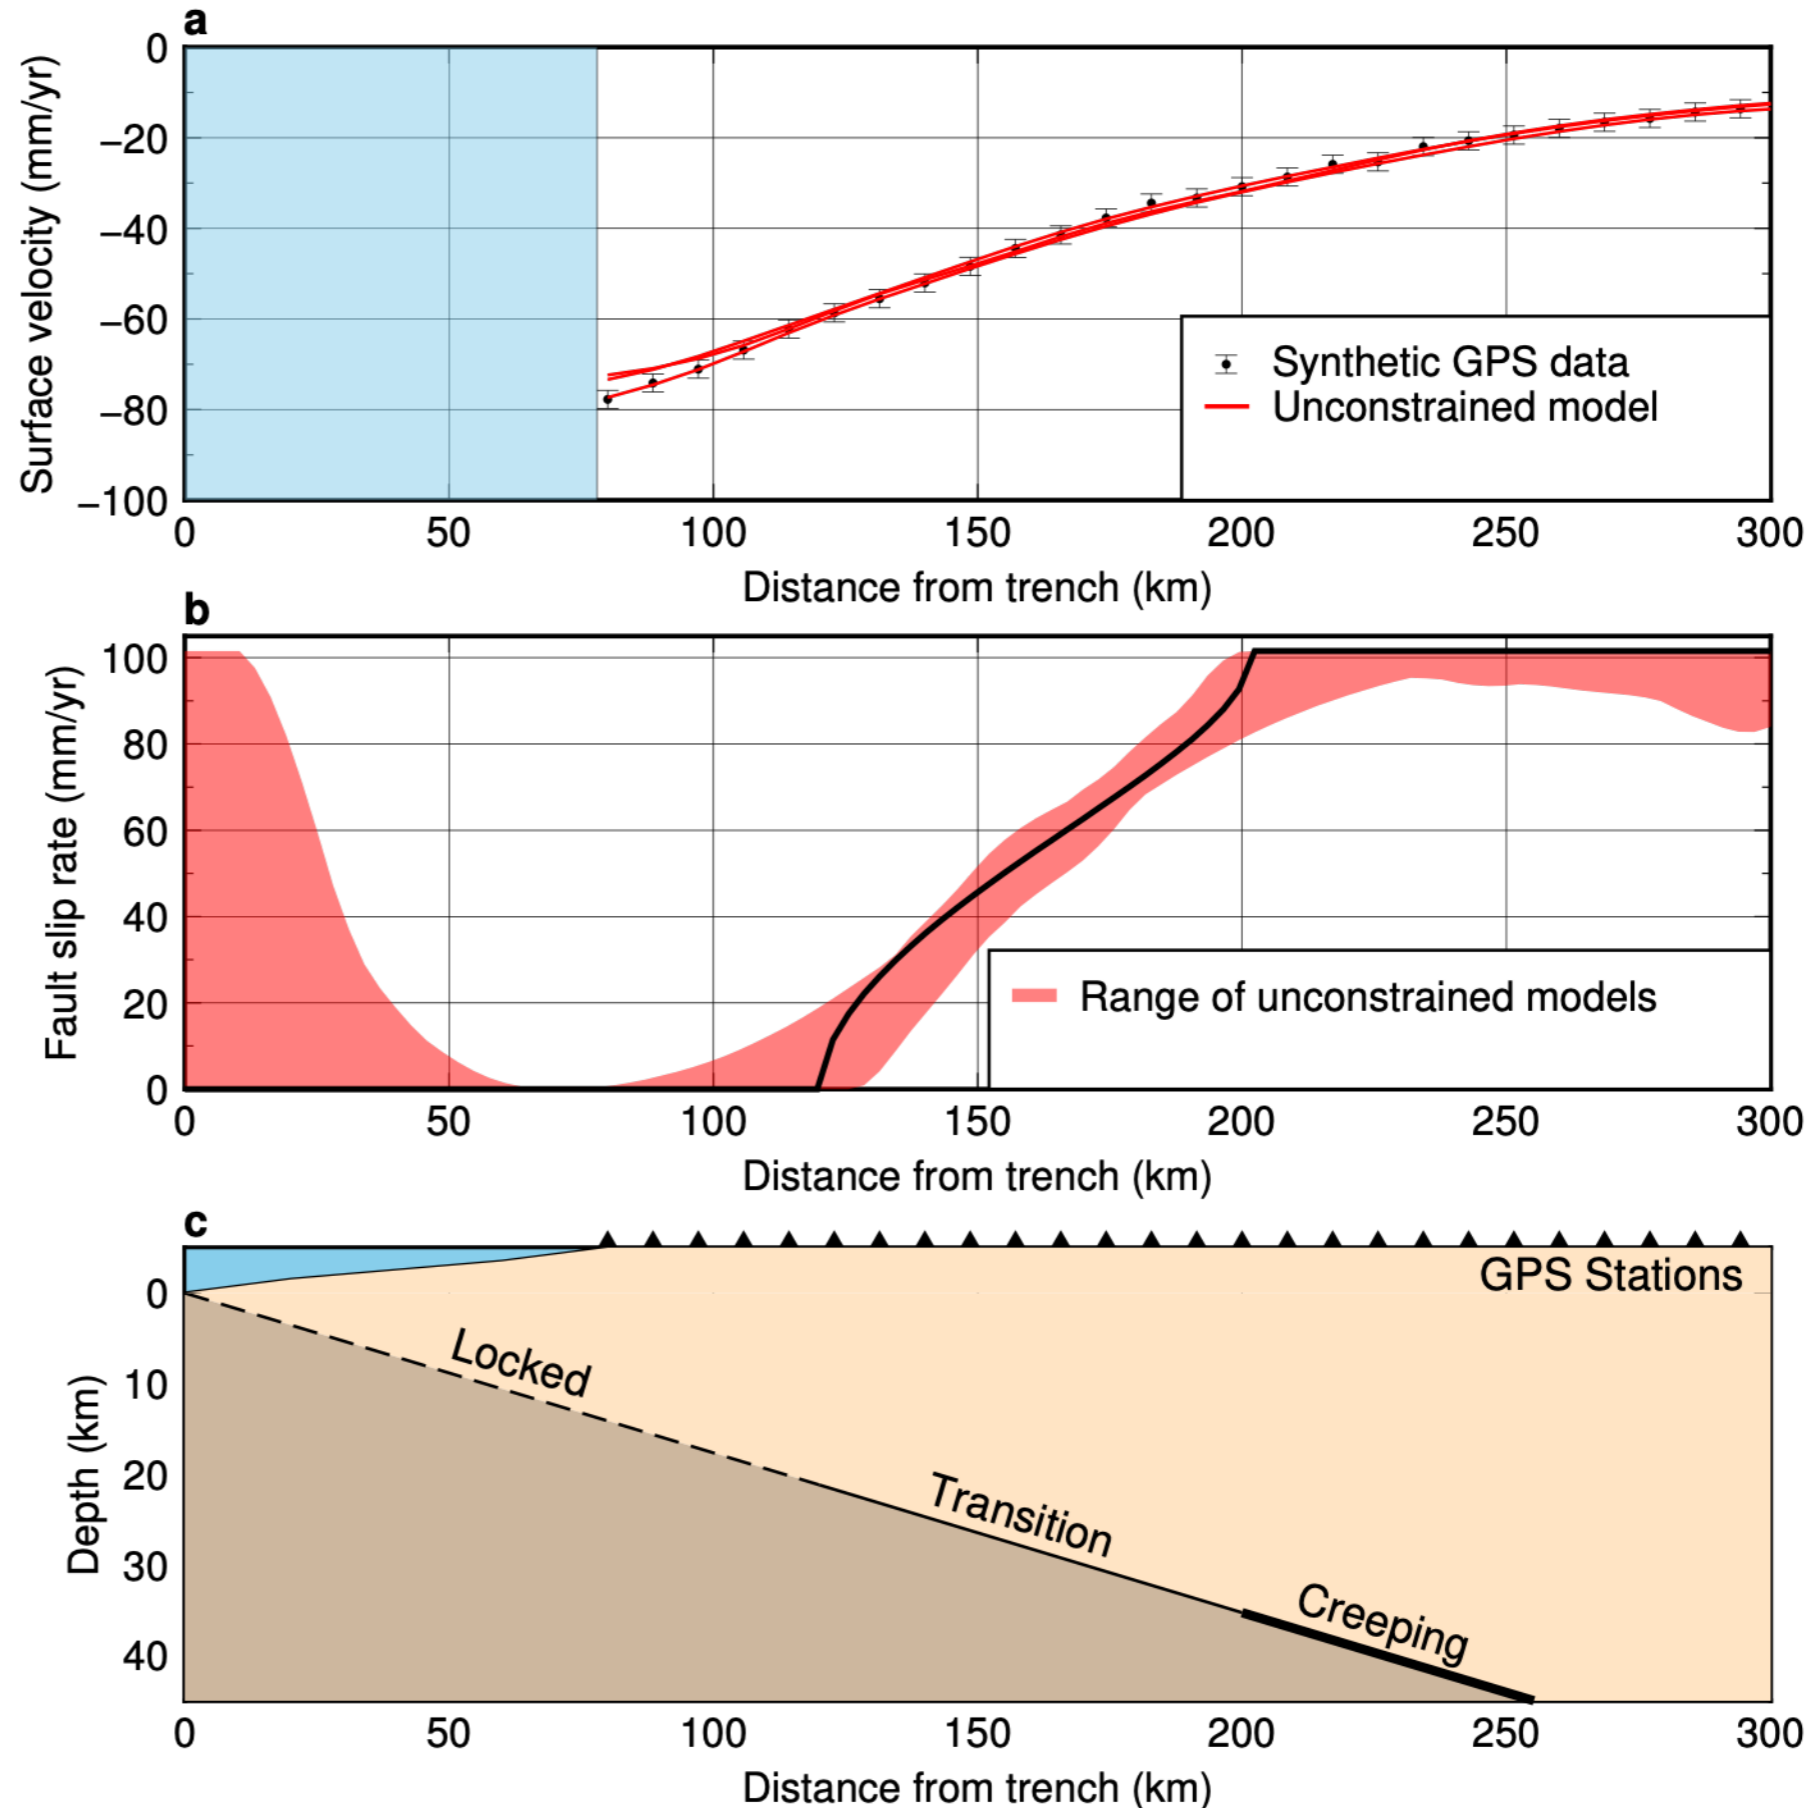 a
Surface velocity (mm/yr)
0
−20
−40
−60
−80
−100
Synthetic GPS data
Unconstrained model
0 50 100 150 200 250 300
Distance from trench (km)
b
Fault slip rate (mm/yr)
100
80
60
40
20
0
Range of unconstrained models
0 50 100 150 200 250 300
Distance from trench (km)
c
GPS Stations
Depth (km)
0
10
20
30
40
Locked
Transition
Creeping
0 50 100 150 200 250 300
Distance from trench (km)